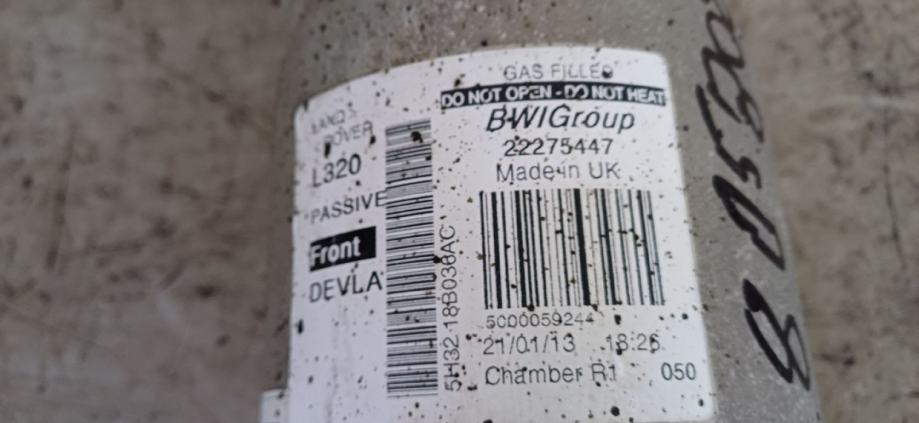 LAND
ROVER
L320
PASSIVE
Front
DEVLA
5H32-18B036AC
GAS FILLED
DO NOT OPEN - DO NOT HEAT
BWIGroup
22275447
Made in UK
5000059244
21/01/13 18:26
Chamber R1 050